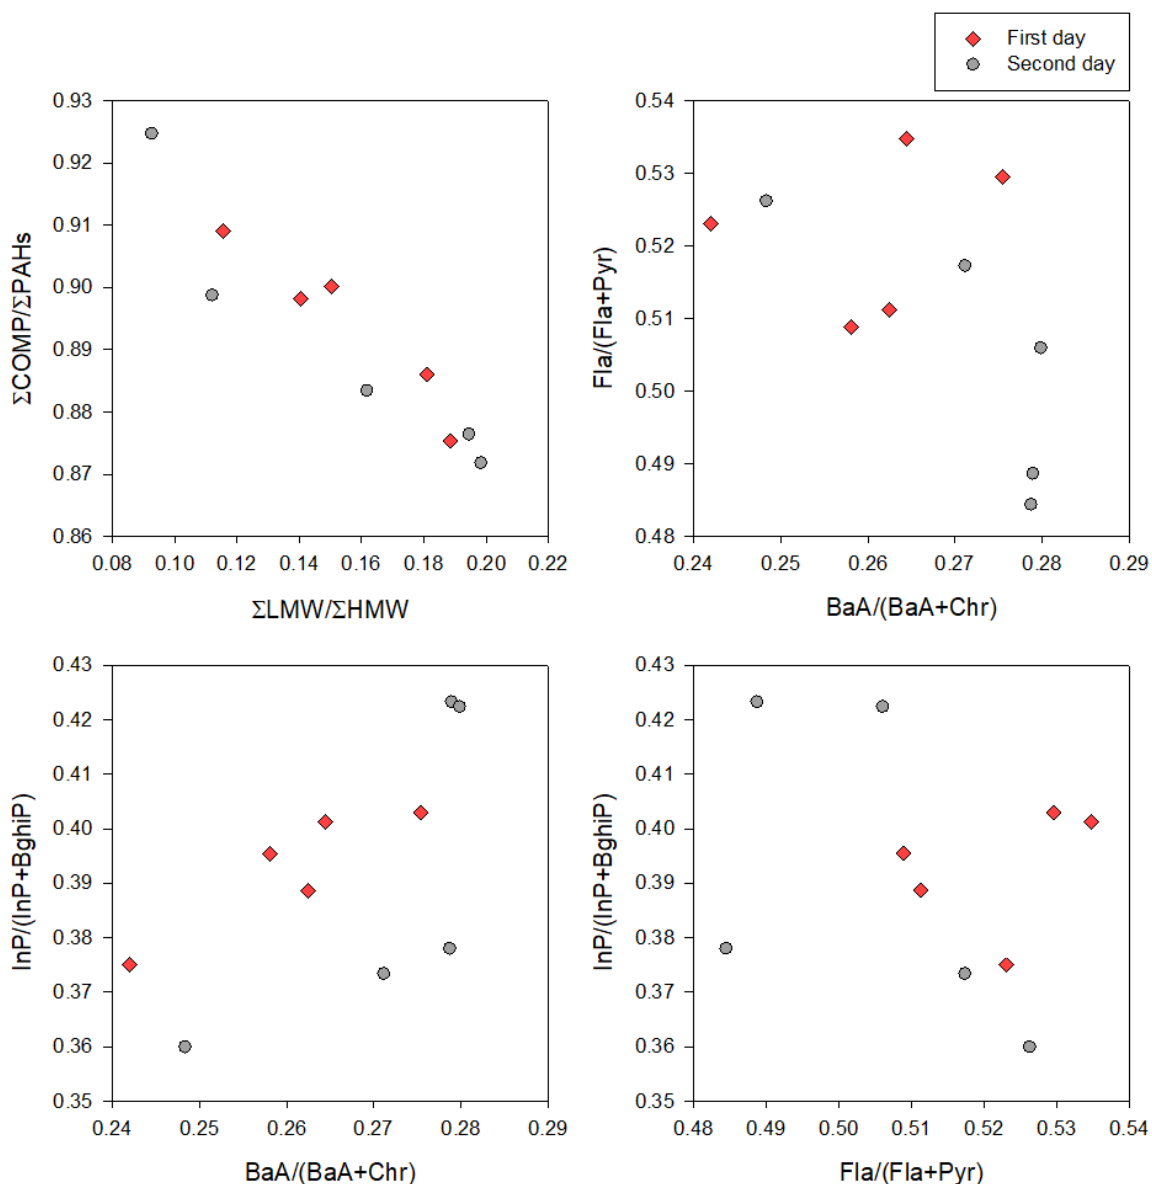 First day
Second day
0.93
0.92
0.91
0.90
0.89
0.88
0.87
0.86
ΣCOMP/ΣPAHs
0.08 0.10 0.12 0.14 0.16 0.18 0.20 0.22
ΣLMW/ΣHMW
0.54
0.53
0.52
0.51
0.50
0.49
0.48
Fla/(Fla+Pyr)
0.24 0.25 0.26 0.27 0.28 0.29
BaA/(BaA+Chr)
0.43
0.42
0.41
0.40
0.39
0.38
0.37
0.36
0.35
InP/(InP+BghiP)
0.24 0.25 0.26 0.27 0.28 0.29
BaA/(BaA+Chr)
0.43
0.42
0.41
0.40
0.39
0.38
0.37
0.36
0.35
InP/(InP+BghiP)
0.48 0.49 0.50 0.51 0.52 0.53 0.54
Fla/(Fla+Pyr)